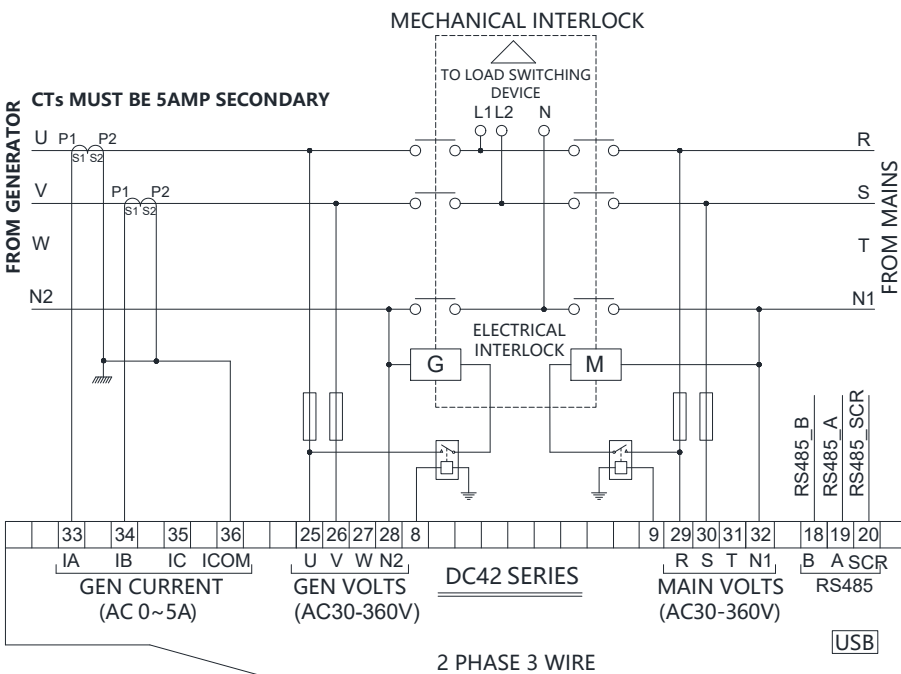 MECHANICAL INTERLOCK
TO LOAD SWITCHING
DEVICE
L1 L2 N
CTs MUST BE 5AMP SECONDARY
FROM GENERATOR
U P1 P2
S1 S2
R
V P1 P2
S1 S2
S
W
T
FROM MAINS
N2
N1
ELECTRICAL
INTERLOCK
G
M
RS485_B
RS485_A
RS485_SCR
33 34 35 36 25 26 27 28 8 9 29 30 31 32 18 19 20
IA IB IC ICOM U V W N2 R S T N1 B A SCR
GEN CURRENT
(AC 0~5A)
GEN VOLTS
(AC30-360V)
DC42 SERIES
MAIN VOLTS
(AC30-360V)
RS485
USB
2 PHASE 3 WIRE